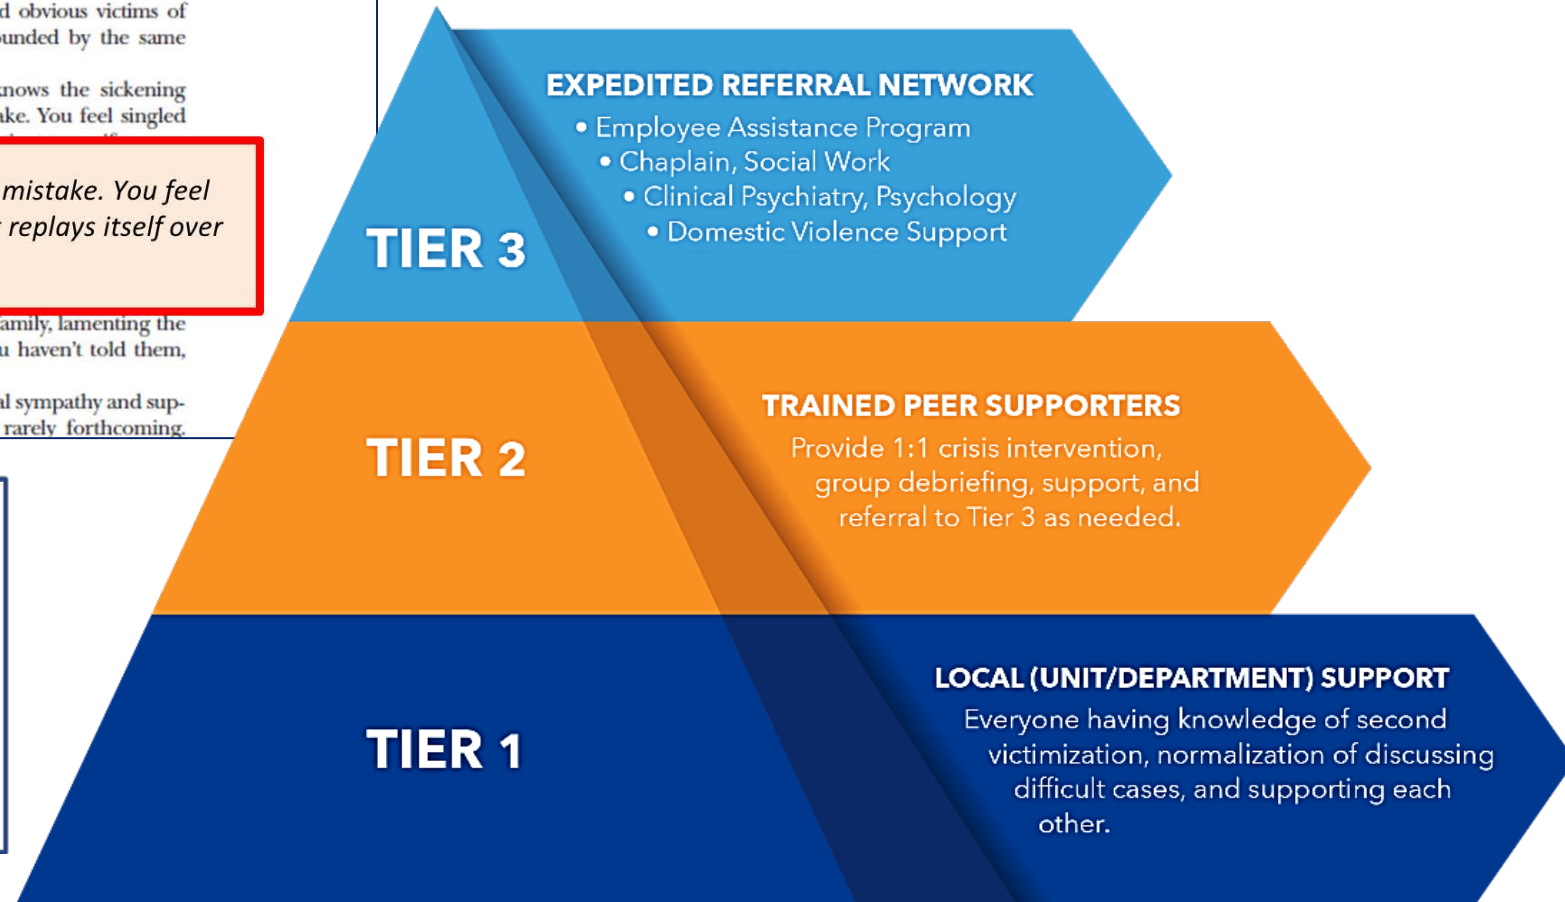 d obvious victims of
ounded by the same
knows the sickening
ake. You feel singled
mistake. You feel
replays itself over
amily, lamenting the
u haven't told them,
al sympathy and sup-
rarely forthcoming.
EXPEDITED REFERRAL NETWORK
• Employee Assistance Program
• Chaplain, Social Work
• Clinical Psychiatry, Psychology
• Domestic Violence Support
TIER 3
TRAINED PEER SUPPORTERS
Provide 1:1 crisis intervention,
group debriefing, support, and
referral to Tier 3 as needed.
TIER 2
LOCAL (UNIT/DEPARTMENT) SUPPORT
Everyone having knowledge of second
victimization, normalization of discussing
difficult cases, and supporting each
other.
TIER 1